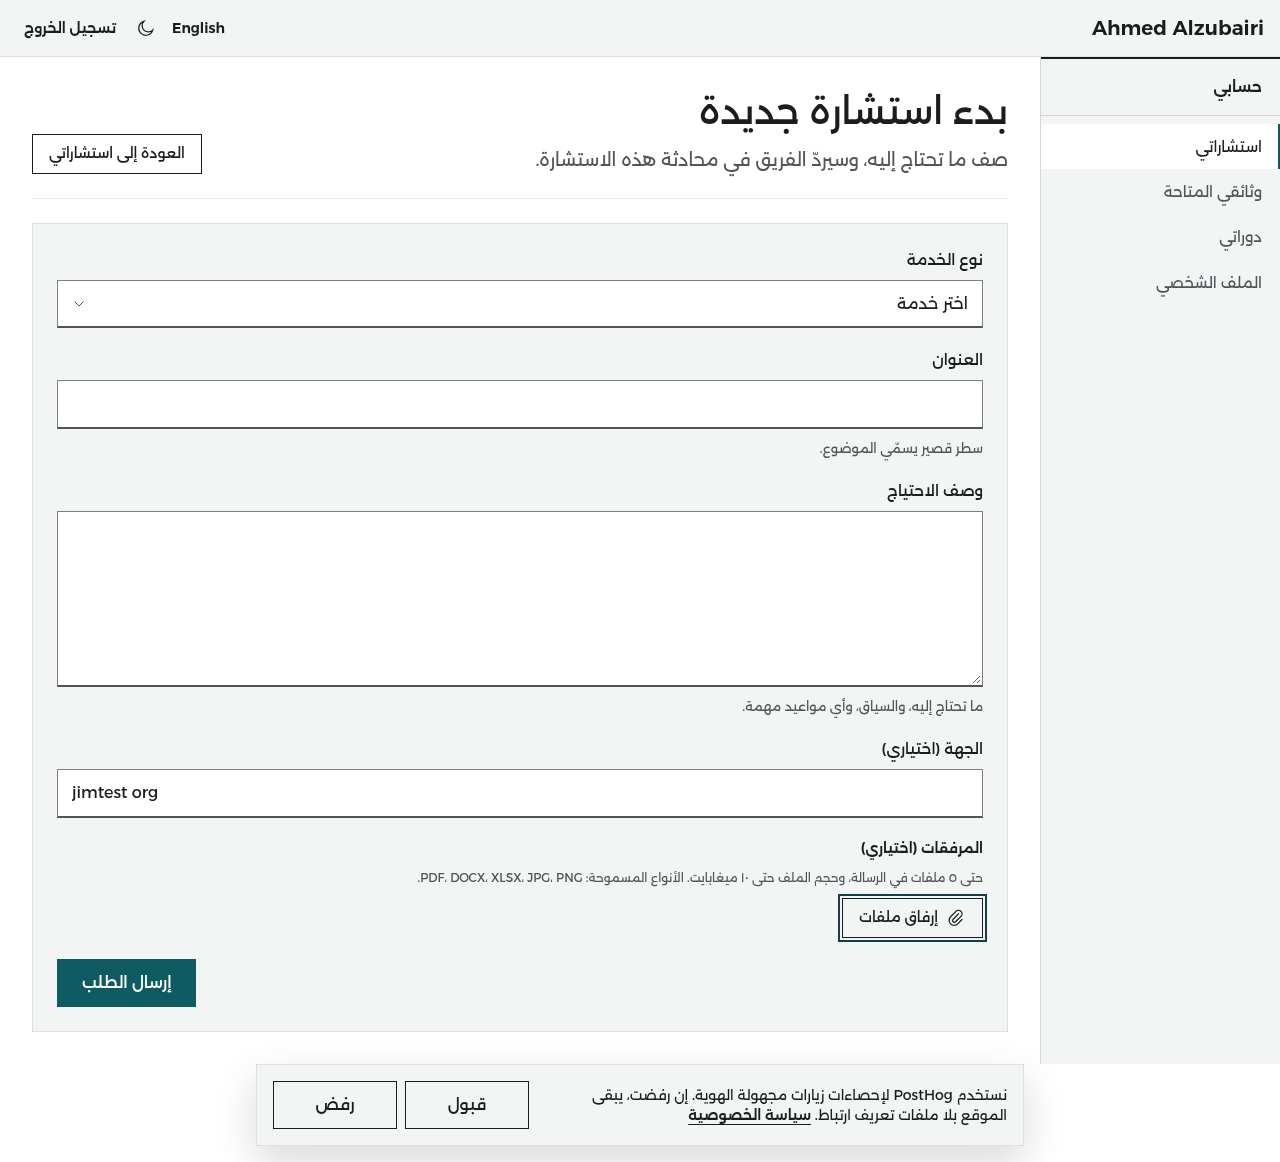 Ahmed Alzubairi
English
تسجيل الخروج
حسابي
استشاراتي
وثائقي المتاحة
دوراتي
الملف الشخصي
بدء استشارة جديدة
صف ما تحتاج إليه، وسيردّ الفريق في محادثة هذه الاستشارة.
العودة إلى استشاراتي
نوع الخدمة
اختر خدمة
العنوان
سطر قصير يسمّي الموضوع.
وصف الاحتياج
ما تحتاج إليه، والسياق، وأي مواعيد مهمة.
الجهة (اختياري)
jimtest org
المرفقات (اختياري)
حتى ٥ ملفات في الرسالة، وحجم الملف حتى ١٠ ميغابايت. الأنواع المسموحة: PDF، DOCX، XLSX، JPG، PNG.
إرفاق ملفات
إرسال الطلب
نستخدم PostHog لإحصاءات زيارات مجهولة الهوية. إن رفضت، يبقى
الموقع بلا ملفات تعريف ارتباط. سياسة الخصوصية
قبول
رفض